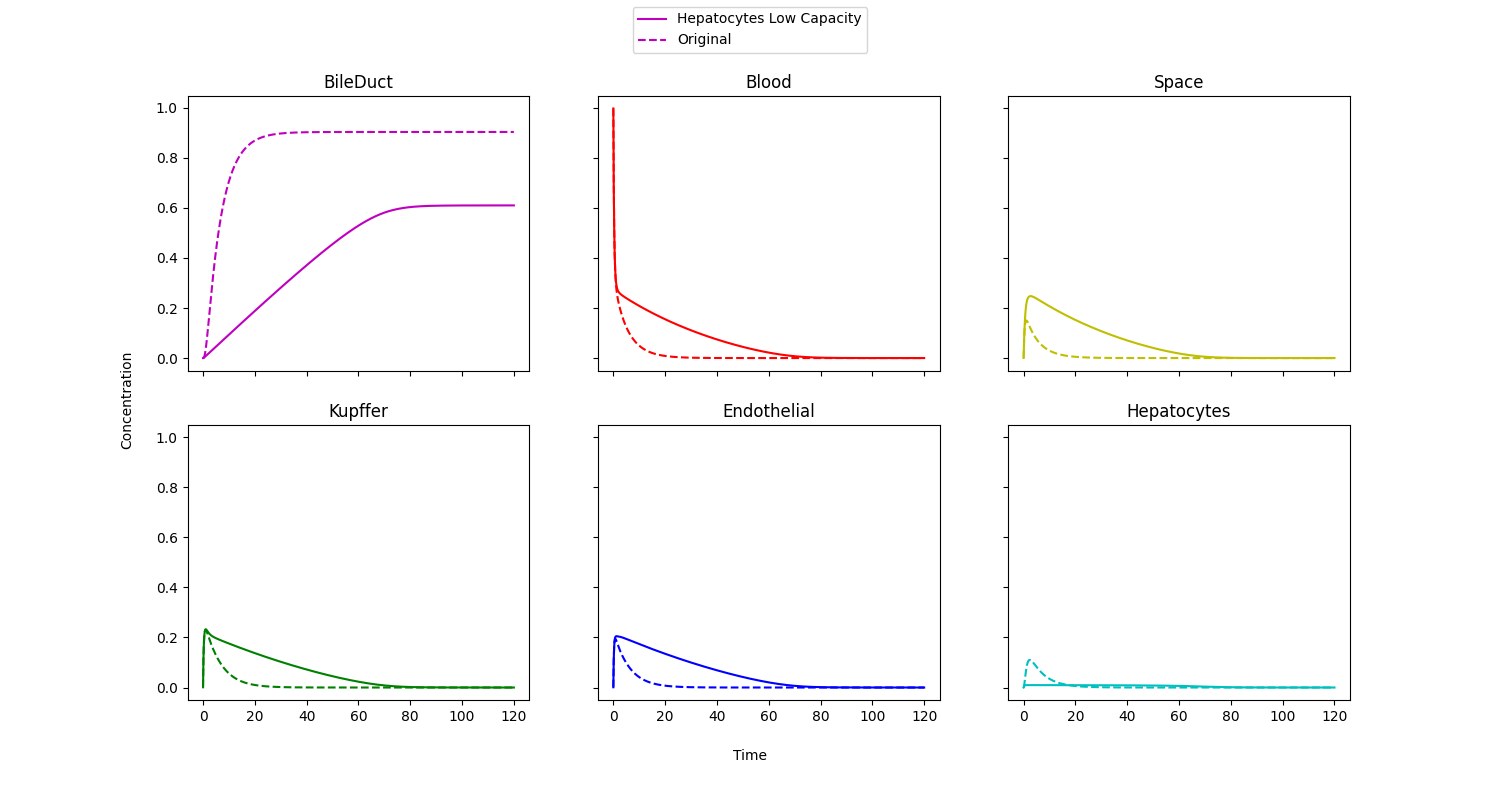 Hepatocytes Low Capacity
Original
BileDuct
Blood
Space
1.0
0.8
0.6
0.4
0.2
0.0
Concentration
Kupffer
Endothelial
Hepatocytes
1.0
0.8
0.6
0.4
0.2
0.0
0 20 40 60 80 100 120
0 20 40 60 80 100 120
0 20 40 60 80 100 120
Time